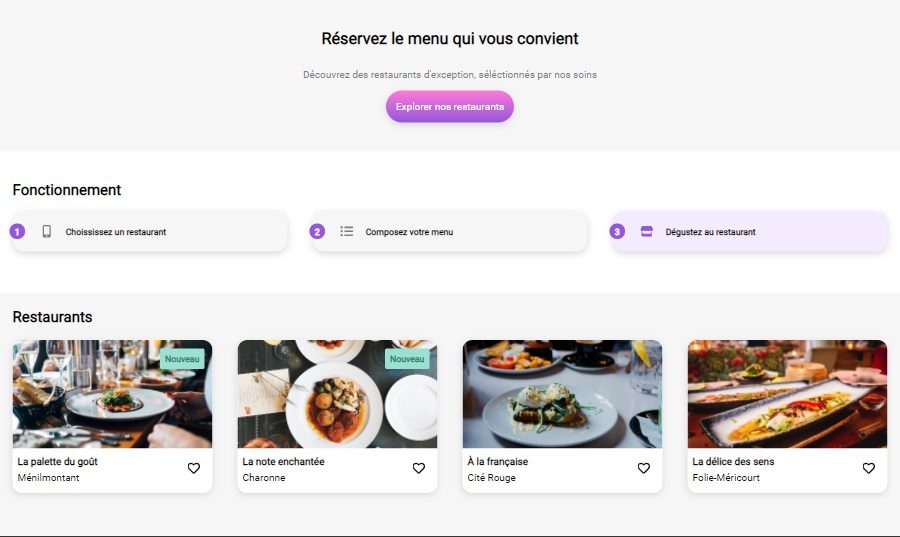 Réservez le menu qui vous convient
Découvrez des restaurants d'exception, séléctionnés par nos soins
Explorer nos restaurants
Fonctionnement
1 Choississez un restaurant
2 Composez votre menu
3 Dégustez au restaurant
Restaurants
Nouveau
Nouveau
La palette du goût
Ménilmontant
La note enchantée
Charonne
À la française
Cité Rouge
La délice des sens
Folie-Méricourt